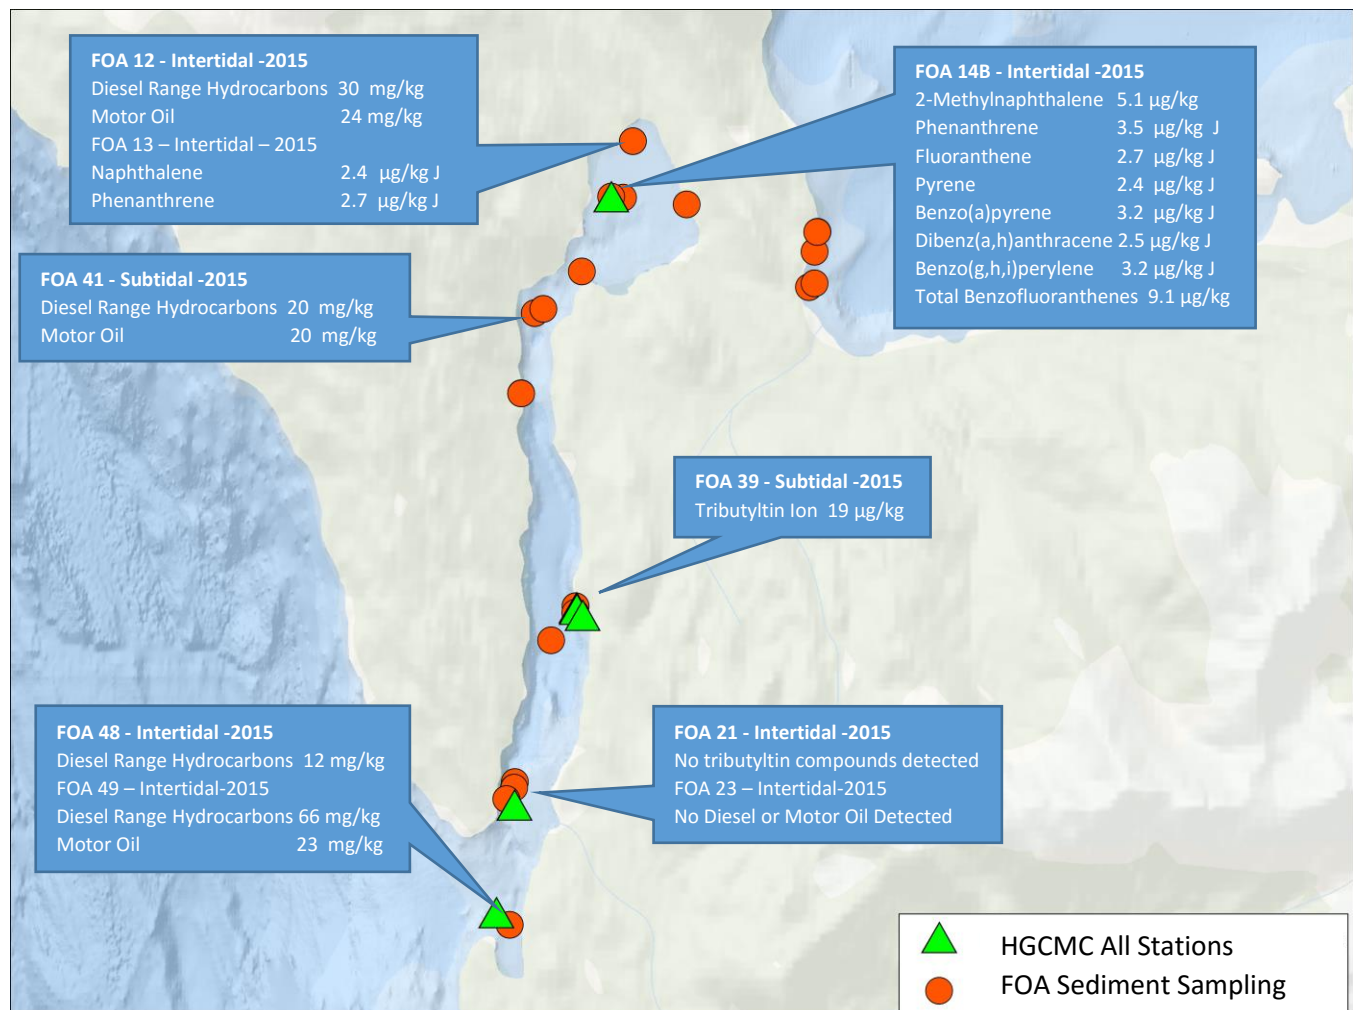 FOA 12 - Intertidal -2015
Diesel Range Hydrocarbons 30 mg/kg
Motor Oil 24 mg/kg
FOA 13 – Intertidal – 2015
Naphthalene 2.4 µg/kg J
Phenanthrene 2.7 µg/kg J
FOA 14B - Intertidal -2015
2-Methylnaphthalene 5.1 µg/kg
Phenanthrene 3.5 µg/kg J
Fluoranthene 2.7 µg/kg J
Pyrene 2.4 µg/kg J
Benzo(a)pyrene 3.2 µg/kg J
Dibenz(a,h)anthracene 2.5 µg/kg J
Benzo(g,h,i)perylene 3.2 µg/kg J
Total Benzofluoranthenes 9.1 µg/kg
FOA 41 - Subtidal -2015
Diesel Range Hydrocarbons 20 mg/kg
Motor Oil 20 mg/kg
FOA 39 - Subtidal -2015
Tributyltin Ion 19 µg/kg
FOA 48 - Intertidal -2015
Diesel Range Hydrocarbons 12 mg/kg
FOA 49 – Intertidal-2015
Diesel Range Hydrocarbons 66 mg/kg
Motor Oil 23 mg/kg
FOA 21 - Intertidal -2015
No tributyltin compounds detected
FOA 23 – Intertidal-2015
No Diesel or Motor Oil Detected
HGCMC All Stations
FOA Sediment Sampling